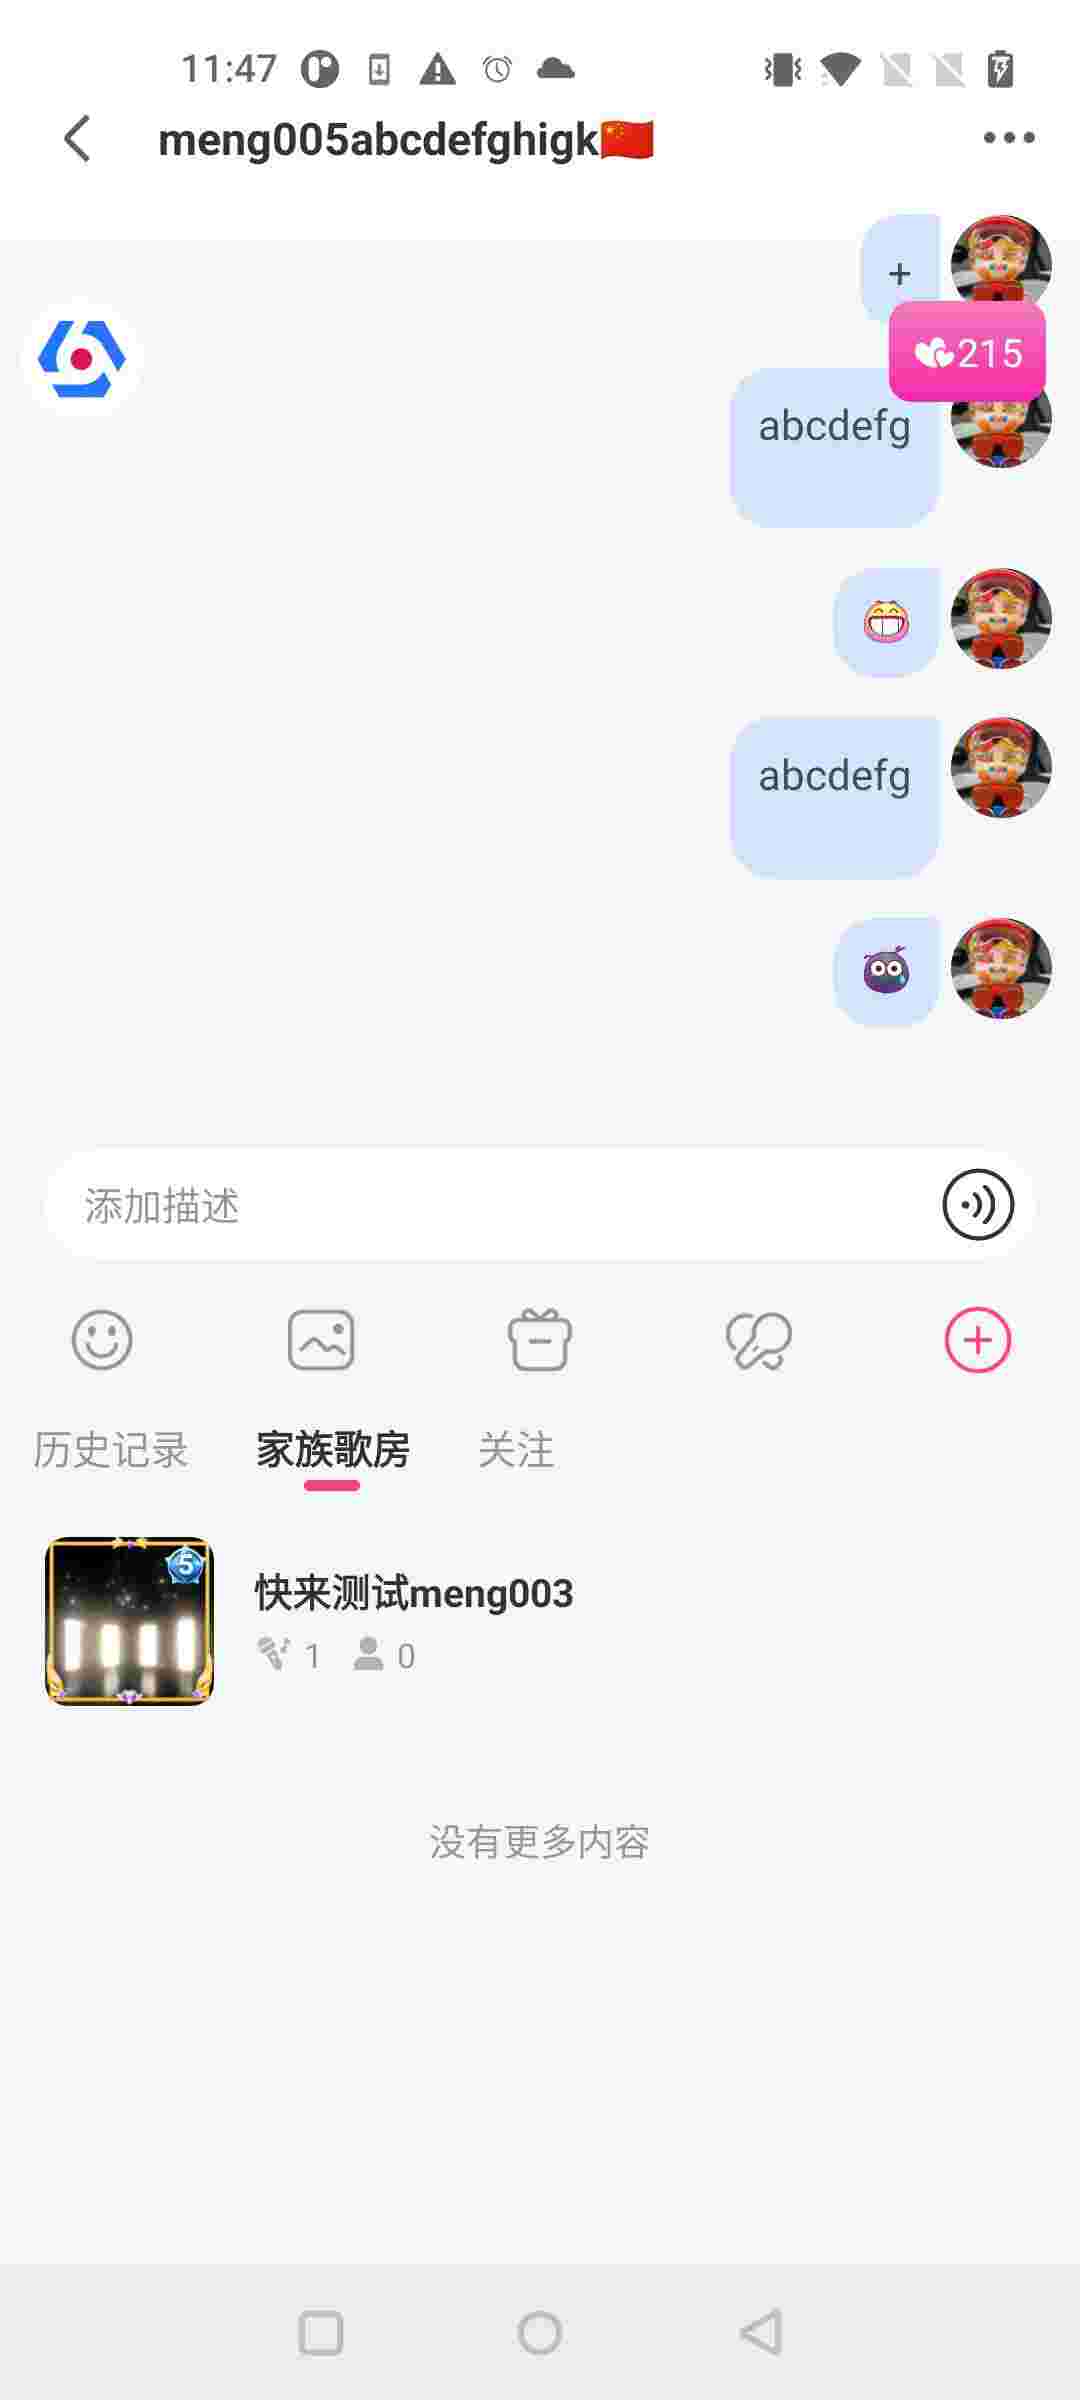 11:47
meng005abcdefghigk🇨🇳
+
215
abcdefg
abcdefg
添加描述
历史记录 家族歌房 关注
5
快来测试meng003
1 0
没有更多内容